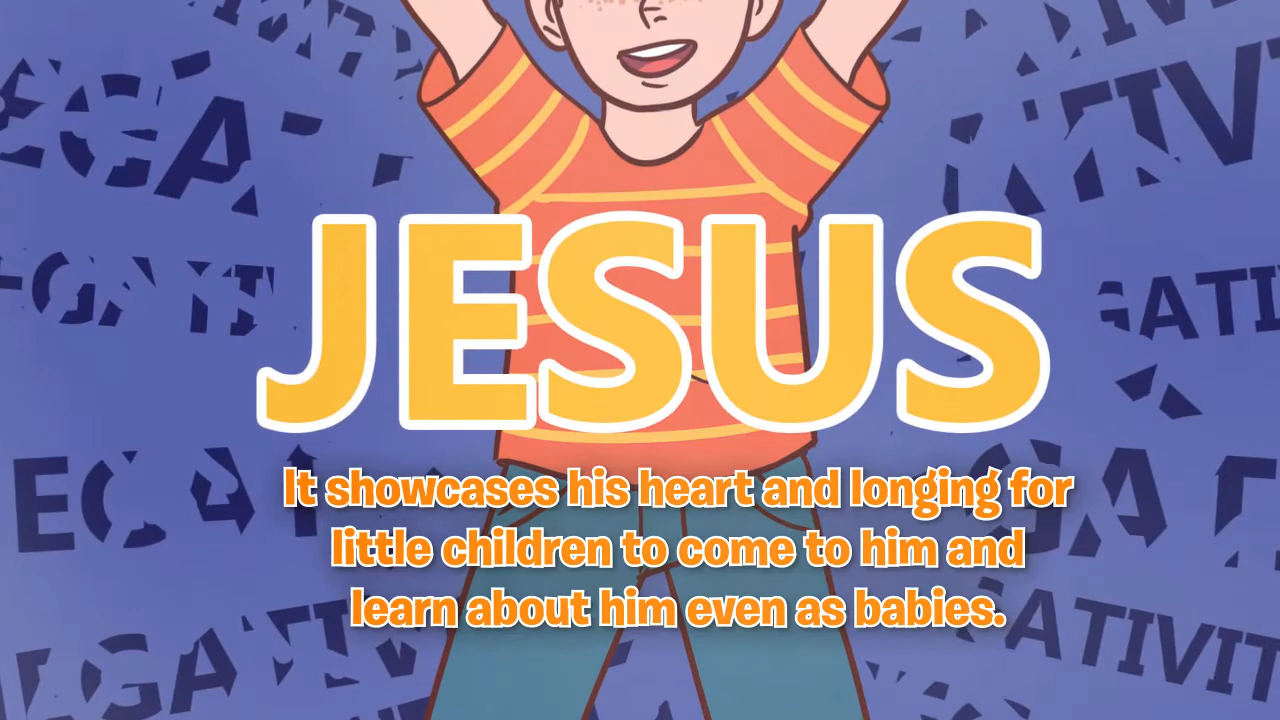 JESUS
It showcases his heart and longing for
little children to come to him and
learn about him even as babies.